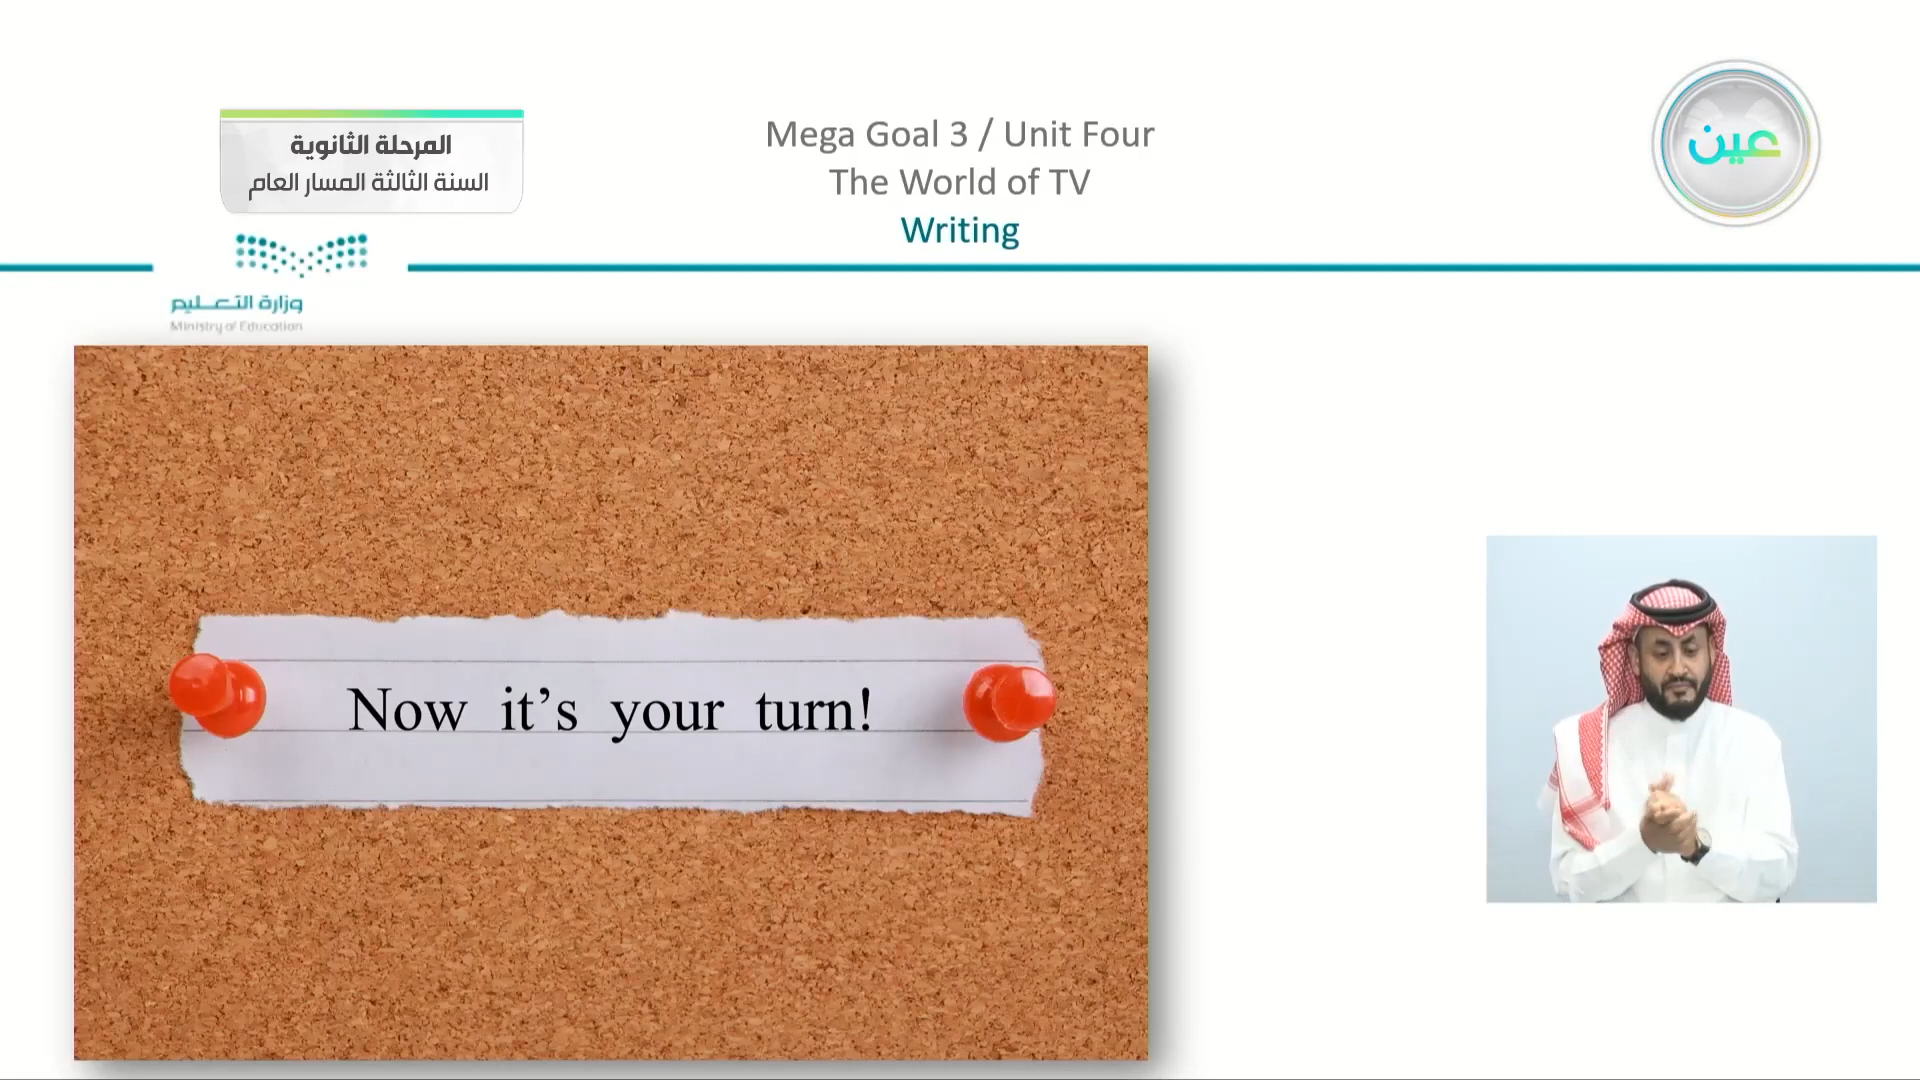 المرحلة الثانوية
السنة الثالثة المسار العام
Mega Goal 3 / Unit Four
The World of TV
Writing
عين
وزارة التعليم
Ministry of Education
Now it’s your turn!